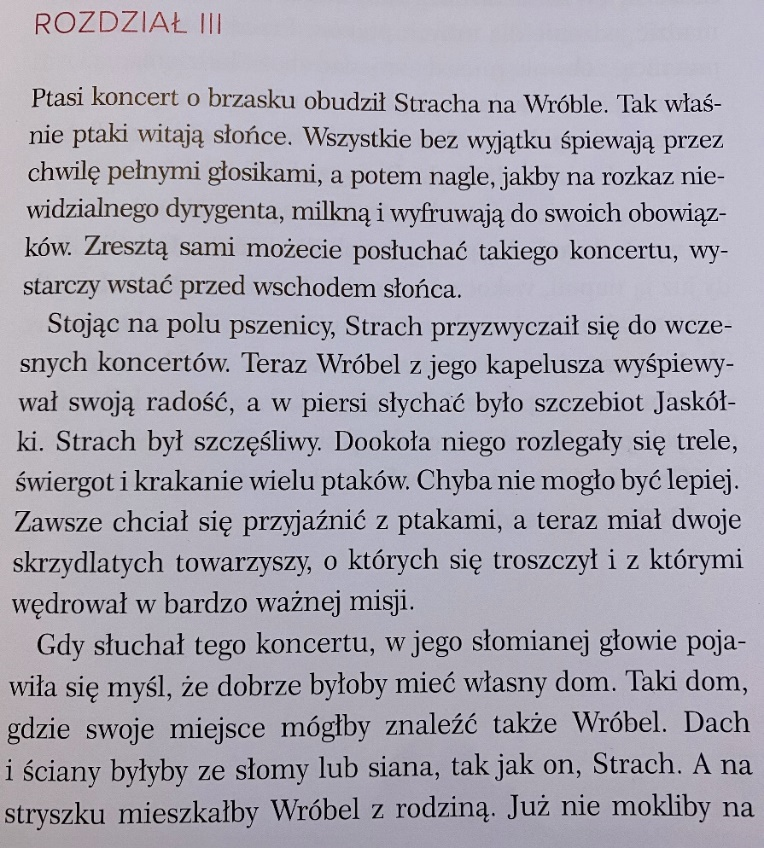 ROZDZIAŁ III
Ptasi koncert o brzasku obudził Stracha na Wróble. Tak właś-
nie ptaki witają słońce. Wszystkie bez wyjątku śpiewają przez
chwilę pełnymi głosikami, a potem nagle, jakby na rozkaz nie-
widzialnego dyrygenta, milkną i wyfruwają do swoich obowiąz-
ków. Zresztą sami możecie posłuchać takiego koncertu, wy-
starczy wstać przed wschodem słońca.
Stojąc na polu pszenicy, Strach przyzwyczaił się do wcze-
snych koncertów. Teraz Wróbel z jego kapelusza wyśpiewy-
wał swoją radość, a w piersi słychać było szczebiot Jaskół-
ki. Strach był szczęśliwy. Dookoła niego rozlegały się trele,
świergot i krakanie wielu ptaków. Chyba nie mogło być lepiej.
Zawsze chciał się przyjaźnić z ptakami, a teraz miał dwoje
skrzydlatych towarzyszy, o których się troszczył i z którymi
wędrował w bardzo ważnej misji.
Gdy słuchał tego koncertu, w jego słomianej głowie poja-
wiła się myśl, że dobrze byłoby mieć własny dom. Taki dom,
gdzie swoje miejsce mógłby znaleźć także Wróbel. Dach
i ściany byłyby ze słomy lub siana, tak jak on, Strach. A na
stryszku mieszkałby Wróbel z rodziną. Już nie mokliby na